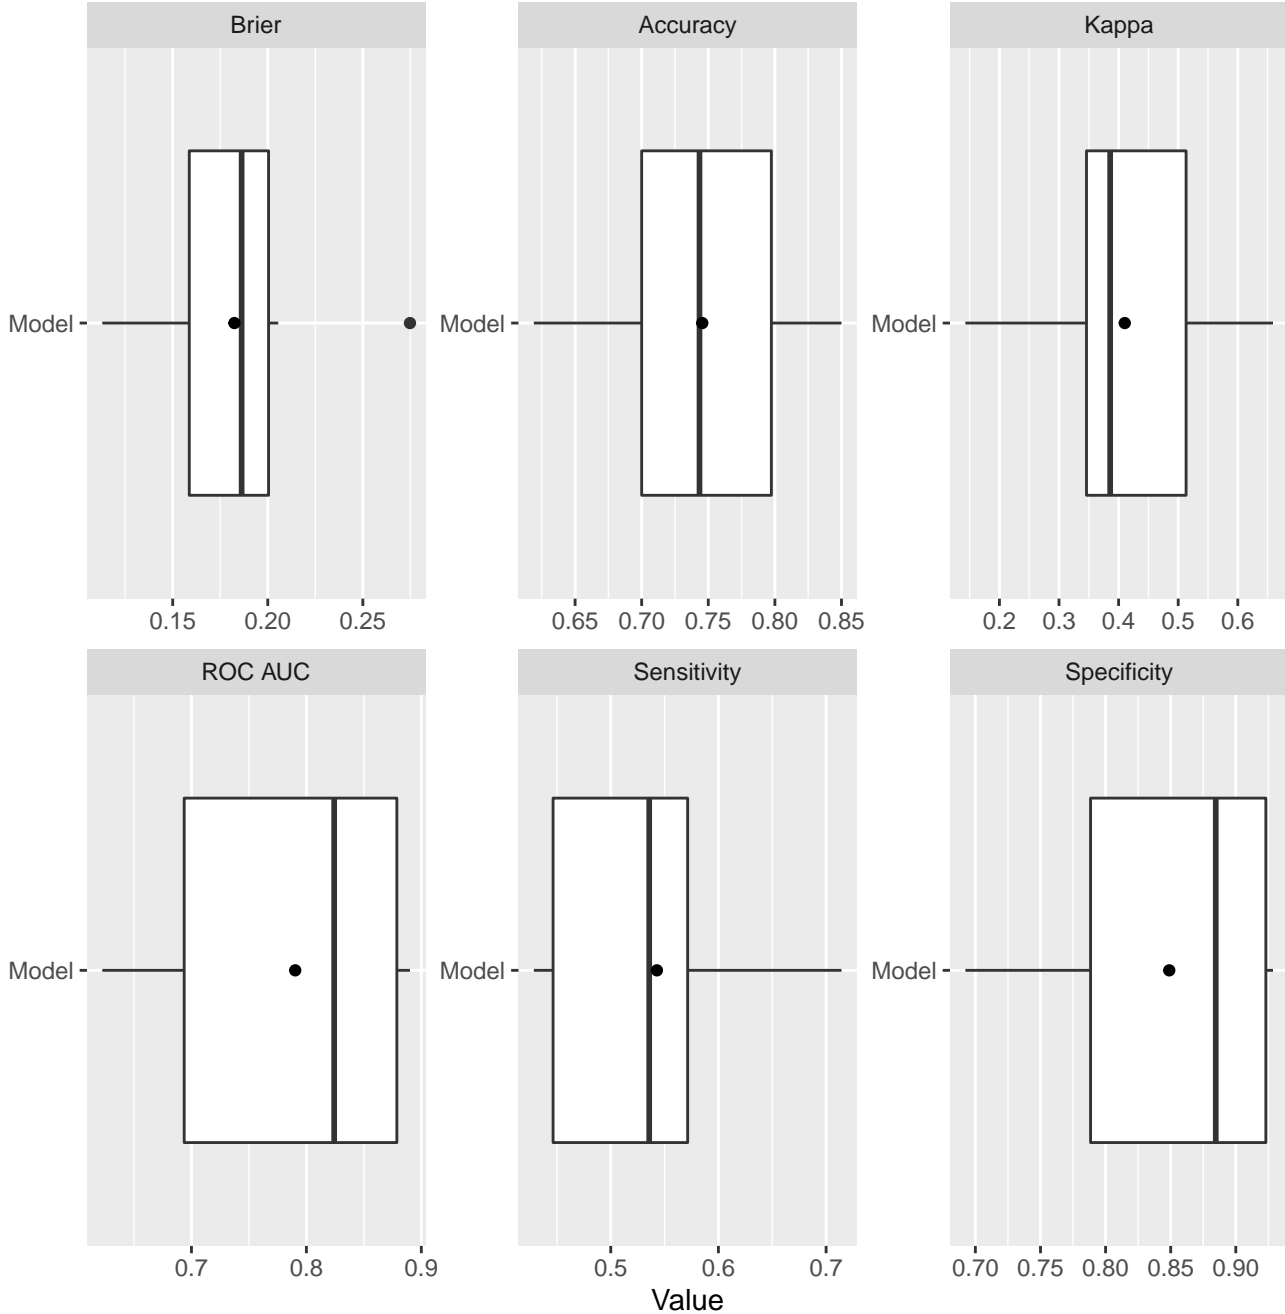 Brier Accuracy Kappa
Model Model Model
0.15 0.20 0.25 0.65 0.70 0.75 0.80 0.85 0.2 0.3 0.4 0.5 0.6
ROC AUC Sensitivity Specificity
Model Model Model
0.7 0.8 0.9 0.5 0.6 0.7 0.70 0.75 0.80 0.85 0.90
Value